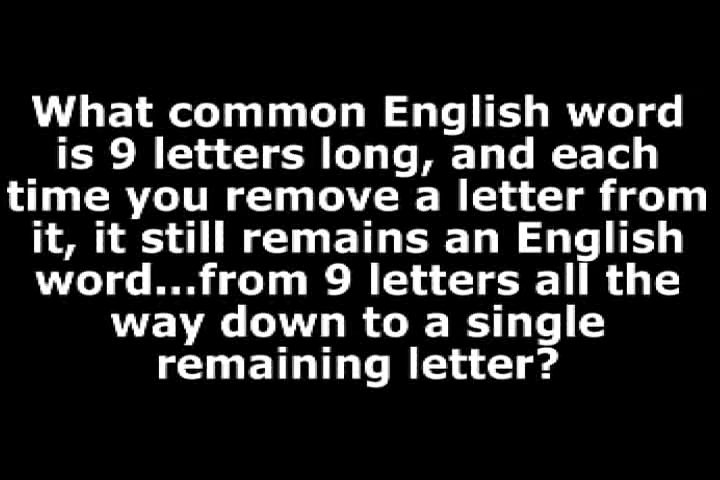 What common English word
is 9 letters long, and each
time you remove a letter from
it, it still remains an English
word...from 9 letters all the
way down to a single
remaining letter?